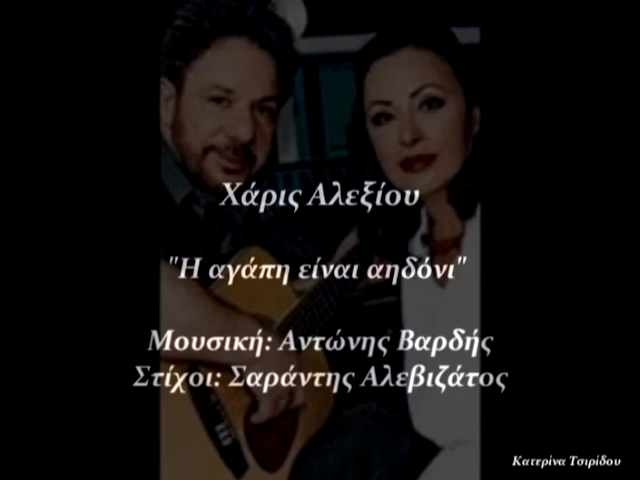 Χάρις Αλεξίου
"Η αγάπη είναι αηδόνι"
Μουσική: Αντώνης Βαρδής
Στίχοι: Σαράντης Αλεβιζάτος
Κατερίνα Τσιρίδου